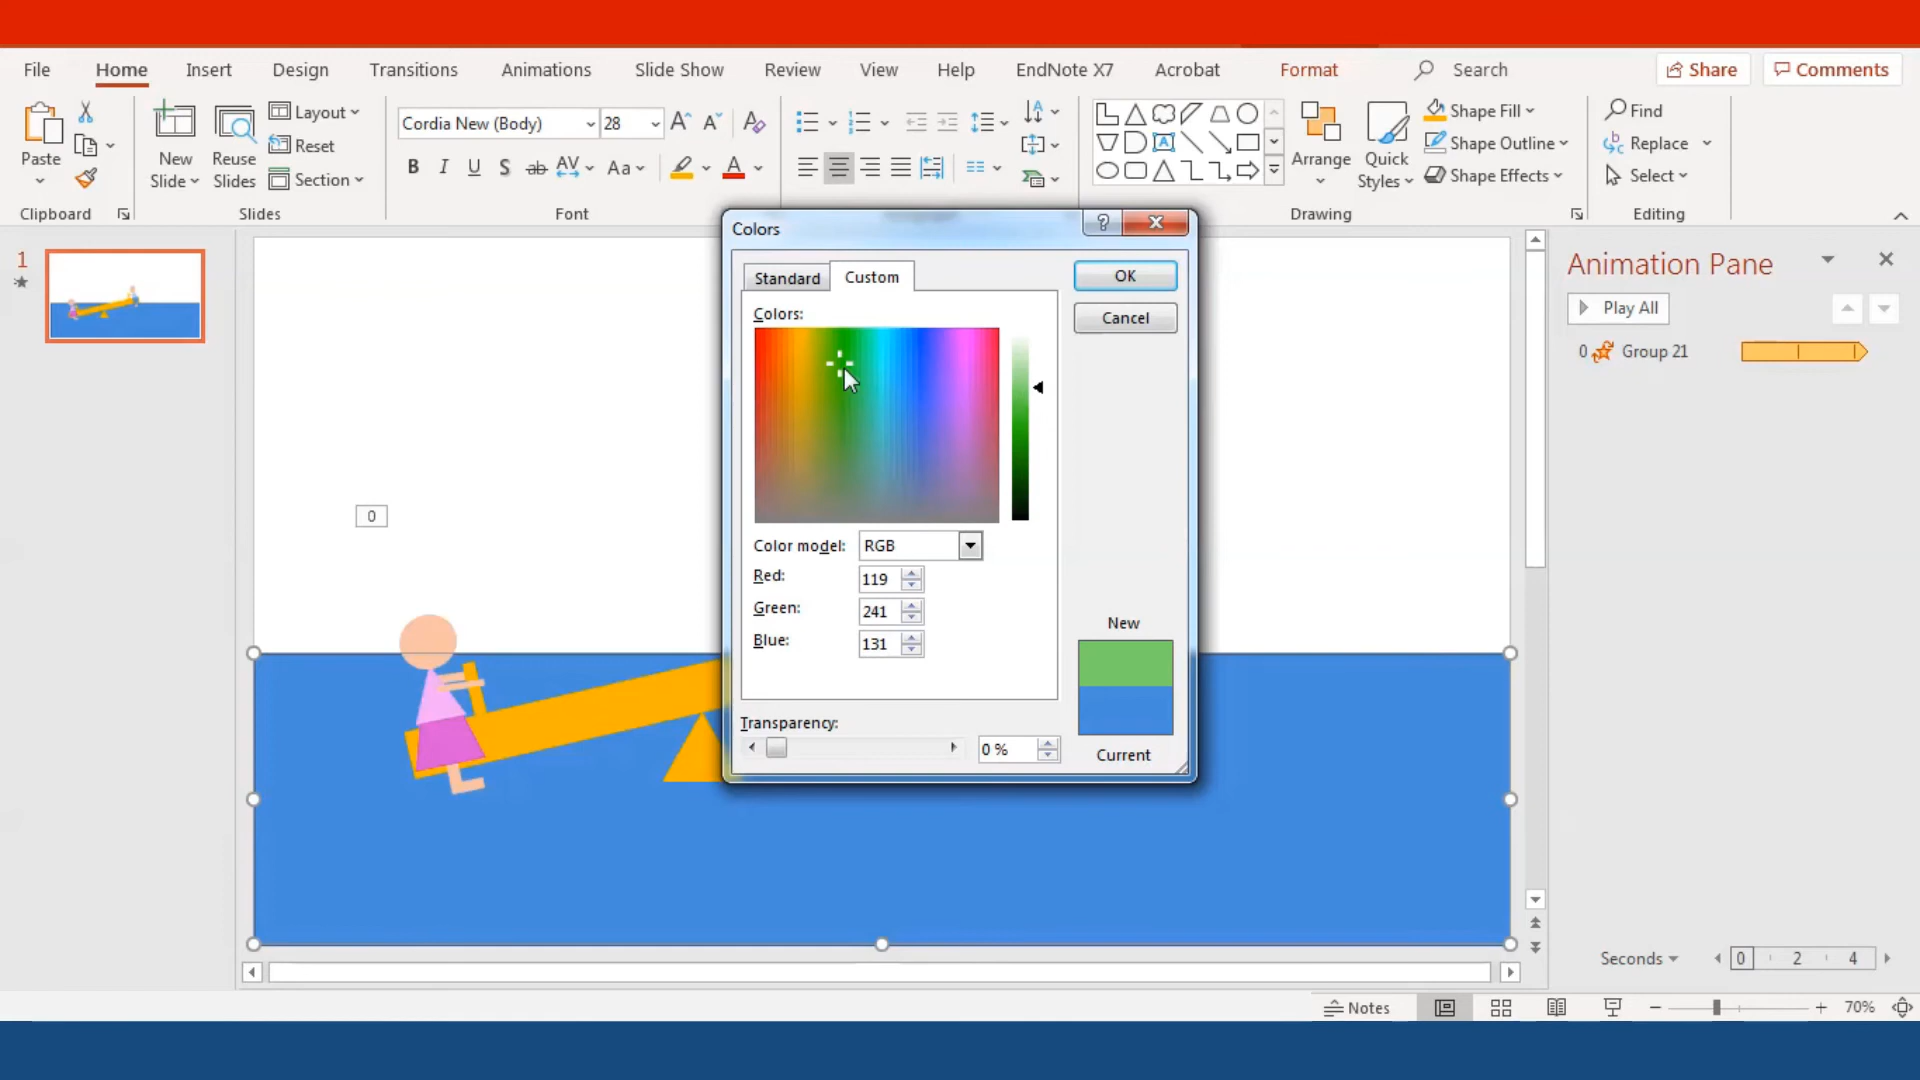 File Home Insert Design Transitions Animations Slide Show Review View Help EndNote X7 Acrobat Format Search Share Comments
Paste
Clipboard
New Slide
Reuse Slides
Layout
Reset
Section
Slides
Cordia New (Body) 28
B I U S ab AV Aa A
Font
Arrange
Quick Styles
Shape Fill
Shape Outline
Shape Effects
Drawing
Find
Replace
Select
Editing
1
0
Colors
?
Standard Custom
OK
Cancel
Colors:
Color model: RGB
Red: 119
Green: 241
Blue: 131
Transparency: 0 %
New
Current
Animation Pane
Play All
0 Group 21
Seconds 0 2 4
Notes 70%